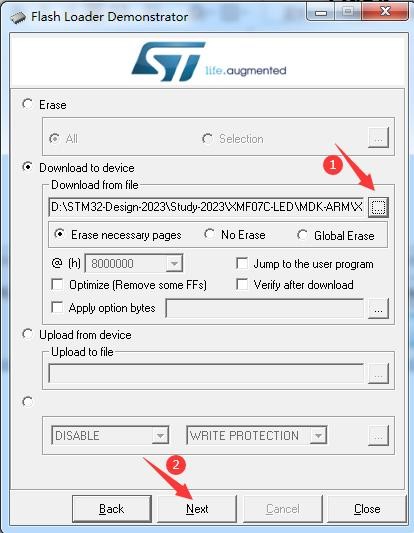 Flash Loader Demonstrator
ST life.augmented
Erase
All Selection ...
Download to device
1
Download from file
D:\STM32-Design-2023\Study-2023\XMF07C-LED\MDK-ARM\X ...
Erase necessary pages No Erase Global Erase
@ (h) 8000000 Jump to the user program
Optimize (Remove some FFs) Verify after download
Apply option bytes ...
Upload from device
Upload to file
...
DISABLE WRITE PROTECTION ...
2
Back Next Cancel Close